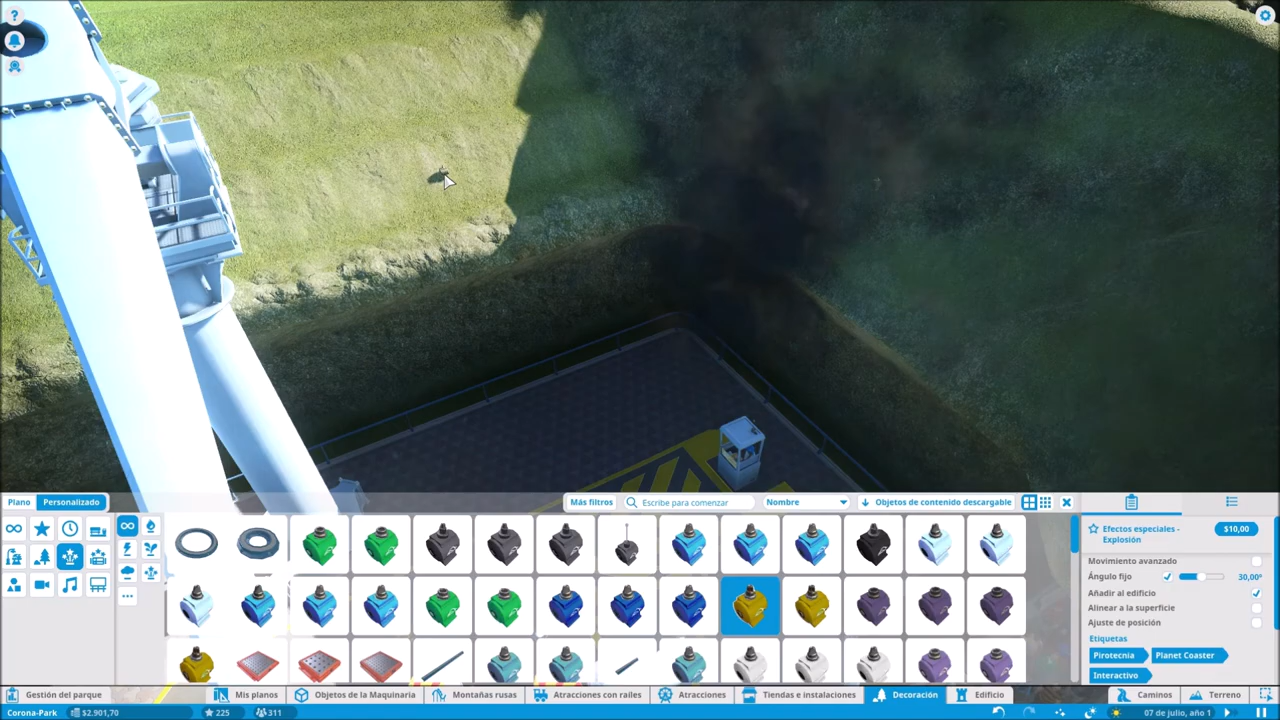 Plano
Personalizado
Más filtros
Escribe para comenzar
Nombre
Objetos de contenido descargable
Efectos especiales -
Explosión
$10,00
Movimiento avanzado
Ángulo fijo
30,00º
Añadir al edificio
Alinear a la superficie
Ajuste de posición
Etiquetas
Pirotecnia
Planet Coaster
Interactivo
Gestión del parque
Mis planos
Objetos de la Maquinaria
Montañas rusas
Atracciones con raíles
Atracciones
Tiendas e instalaciones
Decoración
Edificio
Caminos
Terreno
Corona-Park
$2.901,70
225
311
07 de julio, año 1